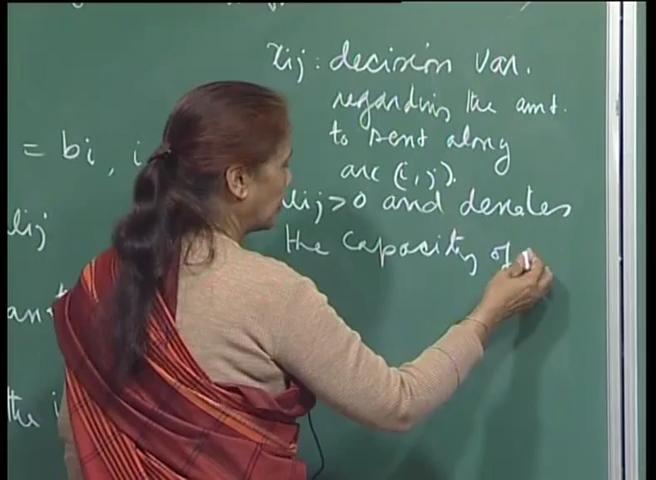 xij : decision var.
regarding the amt.
to sent along
arc (i, j).
= bi , i
uij > 0 and denotes
lij
the capacity of
ant
the i